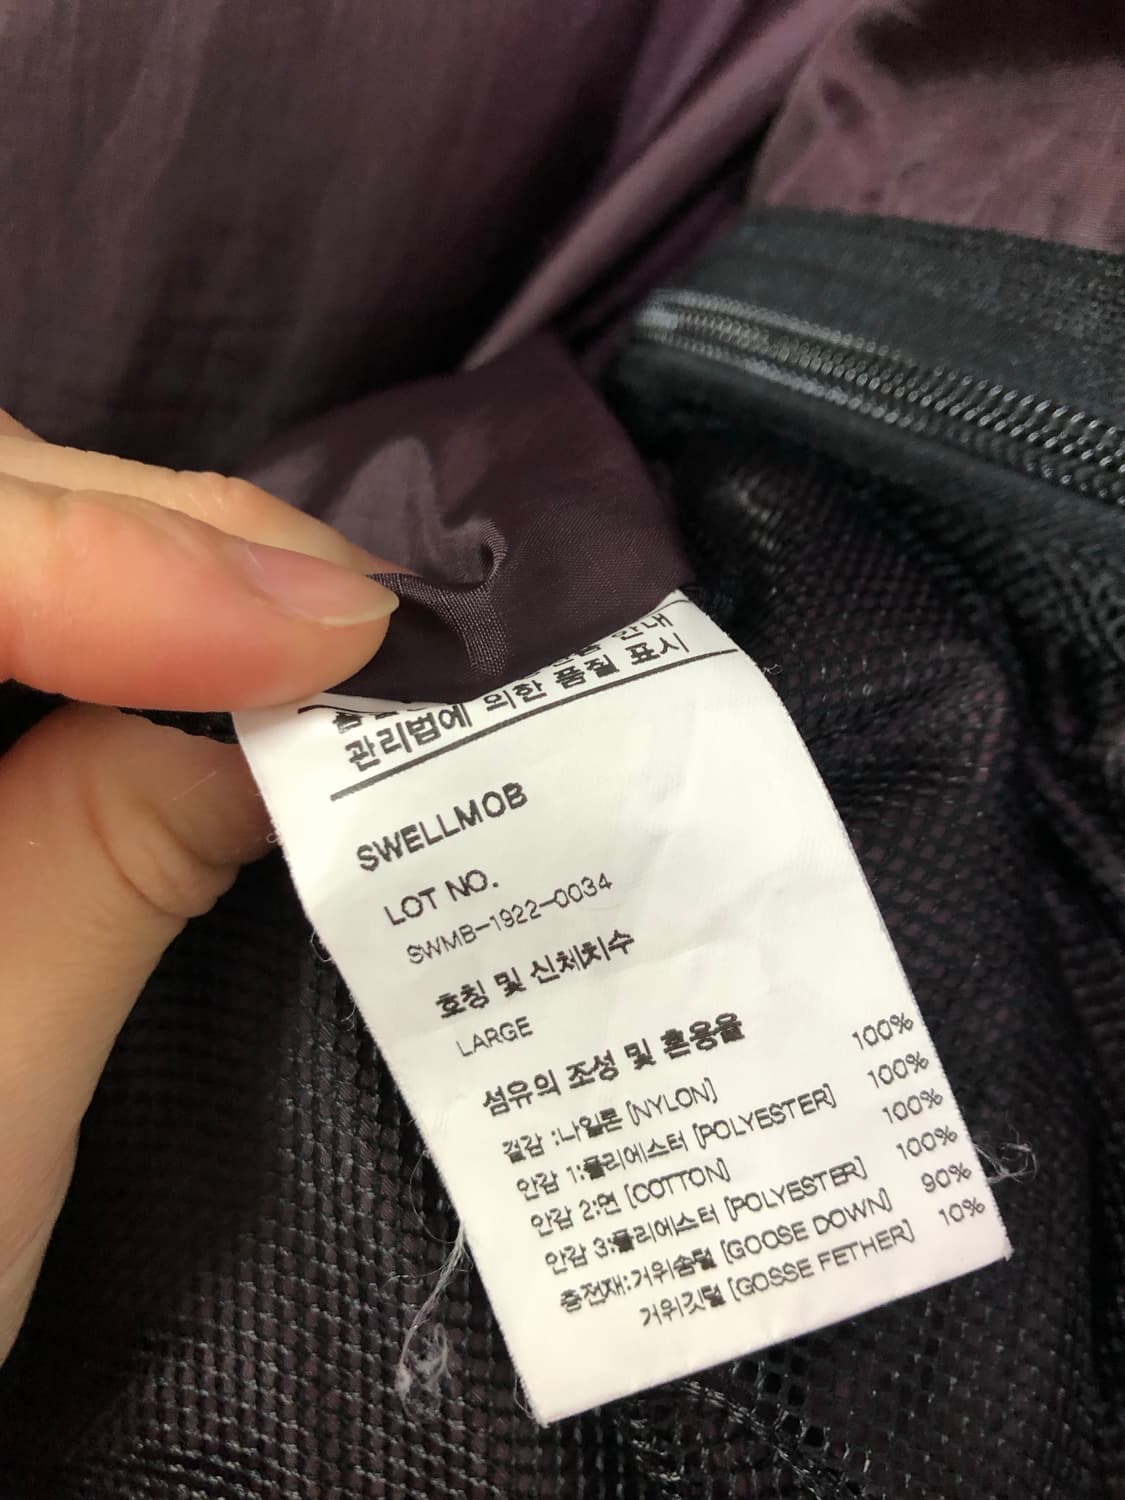 안내
관리법에 의한 품질 표시
SWELLMOB
LOT NO.
SWMB-1922-0034
호칭 및 신체치수
LARGE
섬유의 조성 및 혼용율
겉감 :나일론 [NYLON] 100%
안감 1:폴리에스터 [POLYESTER] 100%
안감 2:면 [COTTON] 100%
안감 3:폴리에스터 [POLYESTER] 100%
충전재:거위솜털 [GOOSE DOWN] 90%
거위깃털 [GOSSE FETHER] 10%